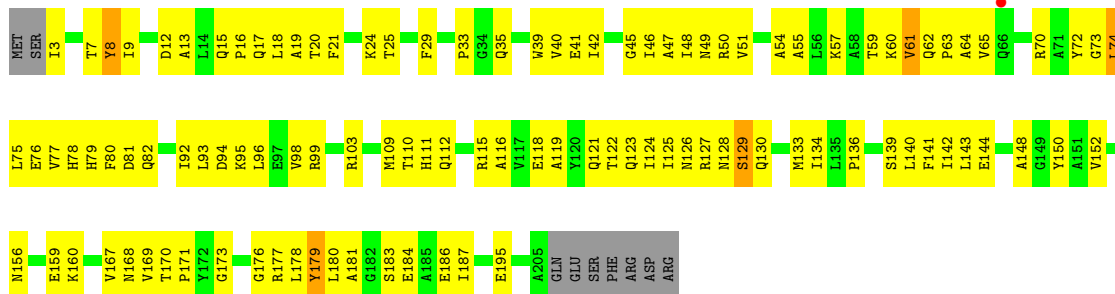 MET SER I3 T7 Y8 I9 D12 A13 L14 Q15 P16 Q17 L18 A19 T20 F21 K24 T25 F29 P33 G34 Q35 W39 V40 E41 I42 G45 I46 A47 I48 N49 R50 V51 A54 A55 L56 K57 A58 T59 K60 V61 Q62 P63 A64 V65 Q66 R70 A71 Y72 G73 L74
L75 E76 V77 H78 H79 F80 D81 Q82 I92 L93 D94 K95 L96 E97 V98 R99 R103 M109 T110 H111 Q112 R115 A116 V117 E118 A119 Y120 Q121 T122 Q123 I124 I125 N126 R127 N128 S129 Q130 M133 I134 L135 P136 S139 L140 F141 I142 L143 E144 A148 G149 Y150 A151 V152
N156 E159 K160 V167 N168 V169 T170 P171 Y172 G173 G176 R177 L178 Y179 L180 A181 G182 S183 E184 A185 E186 I187 E195 A205 GLN GLU SER PHE ARG ASP ARG